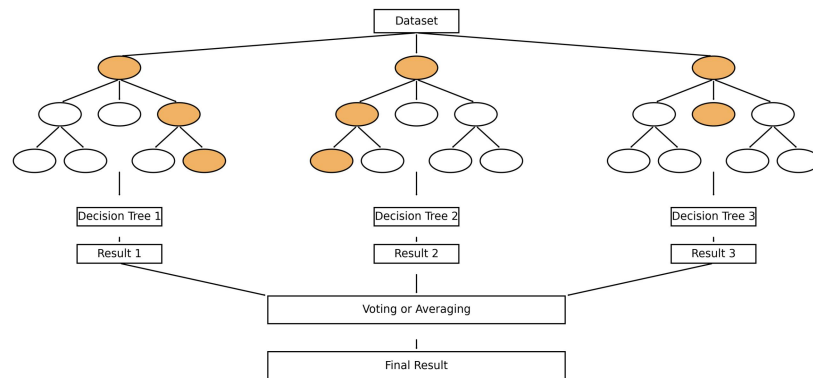 Dataset
Decision Tree 1
Decision Tree 2
Decision Tree 3
Result 1
Result 2
Result 3
Voting or Averaging
Final Result